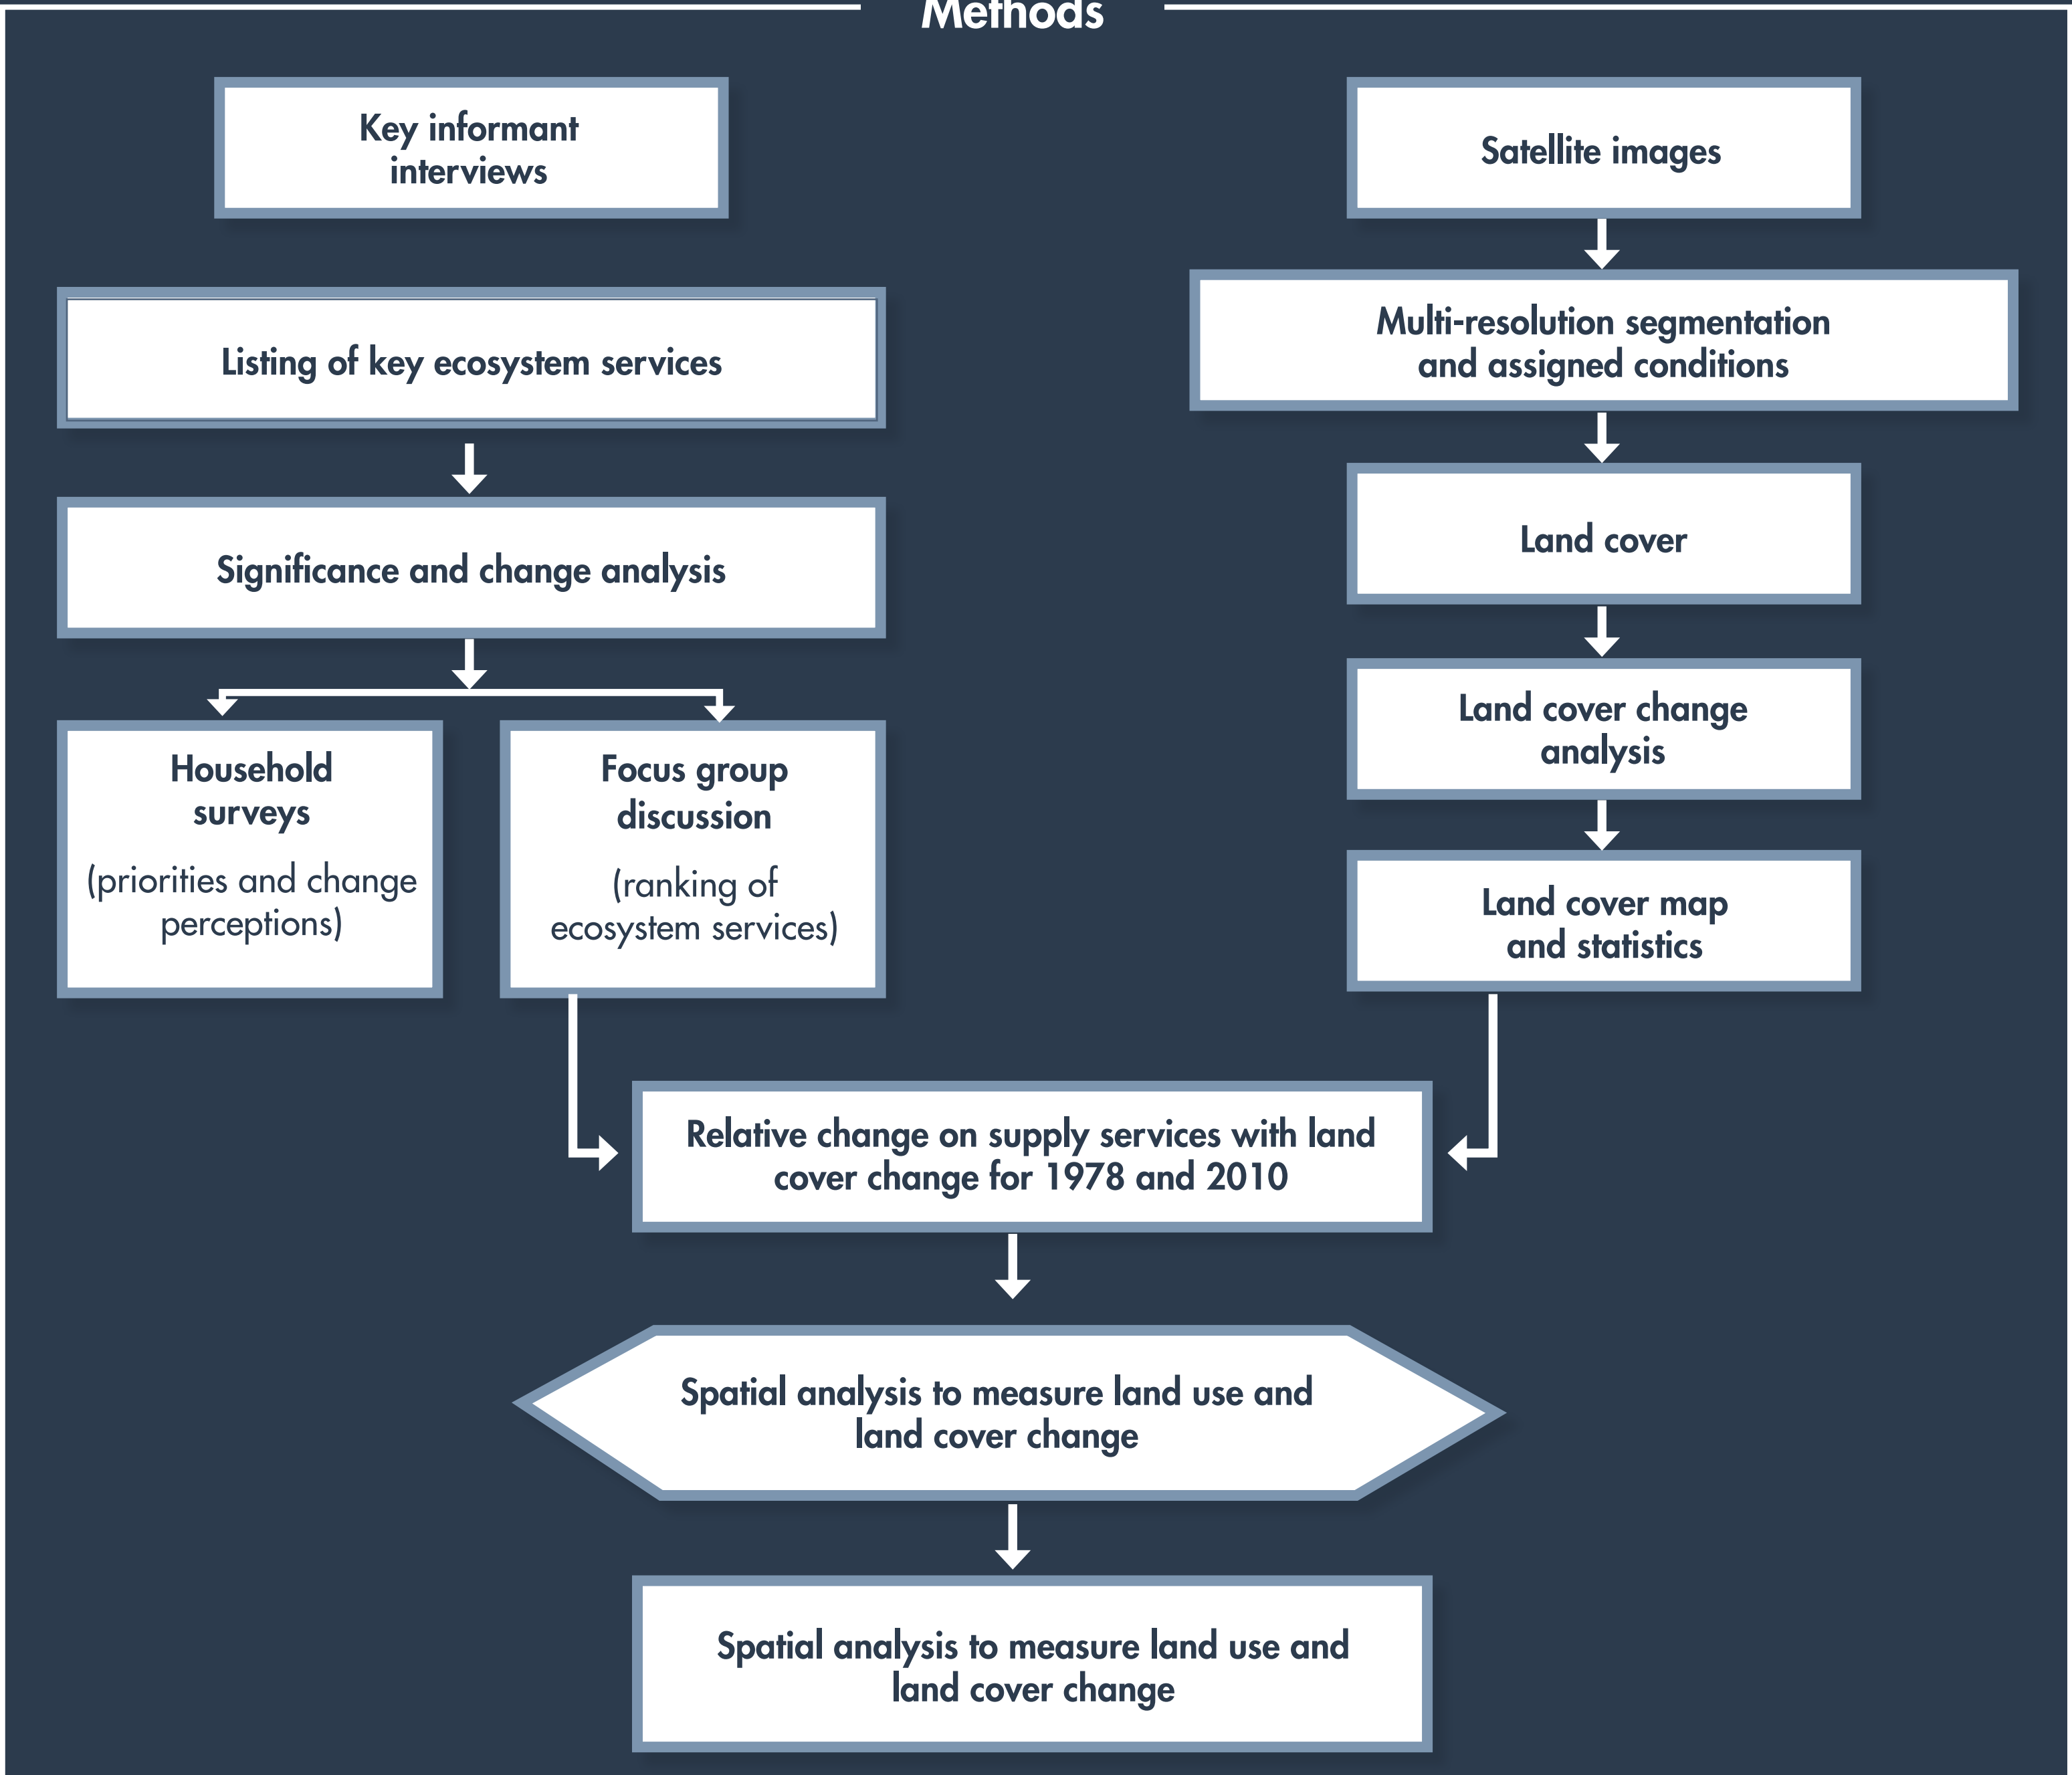 Methods
Key informant
interviews
Listing of key ecosystem services
Significance and change analysis
Household
surveys
(priorities and change
perceptions)
Focus group
discussion
(ranking of
ecosystem services)
Satellite images
Multi-resolution segmentation
and assigned conditions
Land cover
Land cover change
analysis
Land cover map
and statistics
Relative change on supply services with land
cover change for 1978 and 2010
Spatial analysis to measure land use and
land cover change
Spatial analysis to measure land use and
land cover change